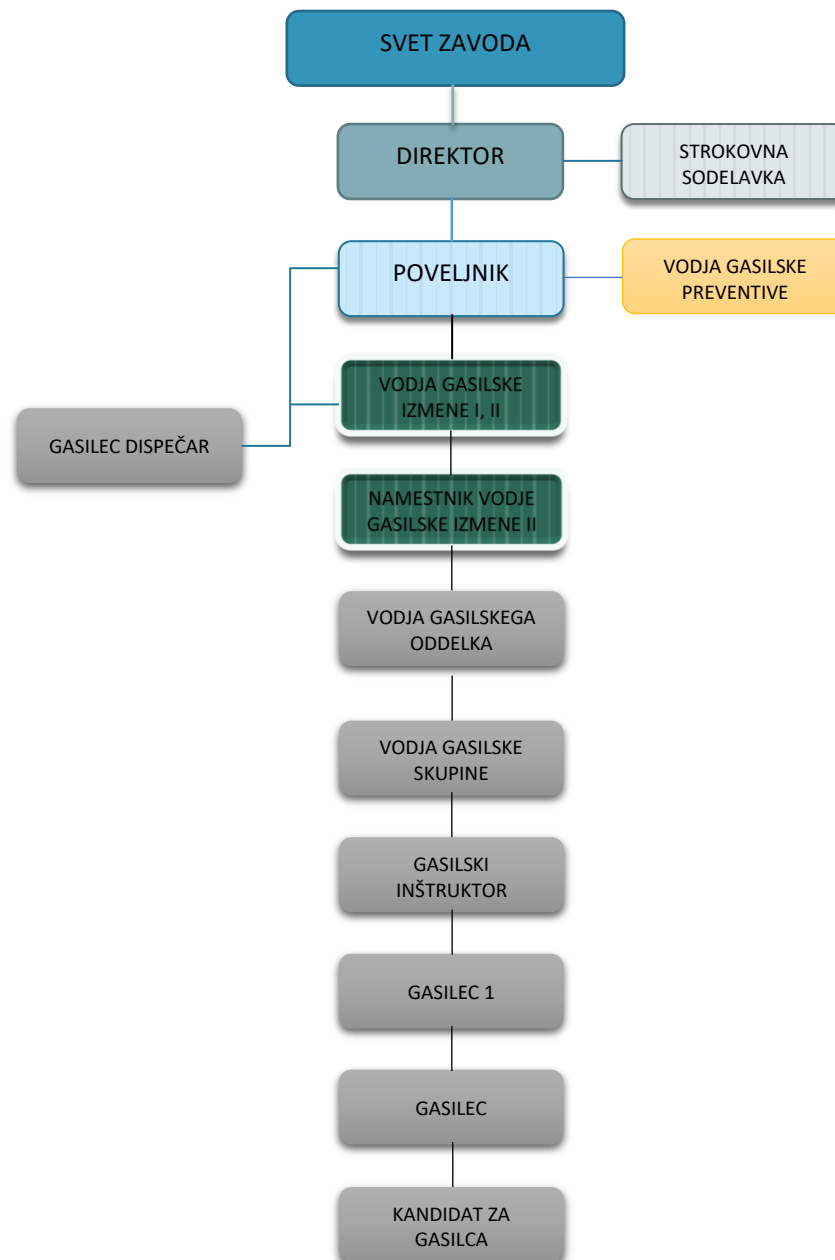 SVET ZAVODA
DIREKTOR
STROKOVNA
SODELAVKA
POVELJNIK
VODJA GASILSKE
PREVENTIVE
VODJA GASILSKE
IZMENE I, II
GASILEC DISPEČAR
NAMESTNIK VODJE
GASILSKE IZMENE II
VODJA GASILSKEGA
ODDELKA
VODJA GASILSKE
SKUPINE
GASILSKI
INŠTRUKTOR
GASILEC 1
GASILEC
KANDIDAT ZA
GASILCA